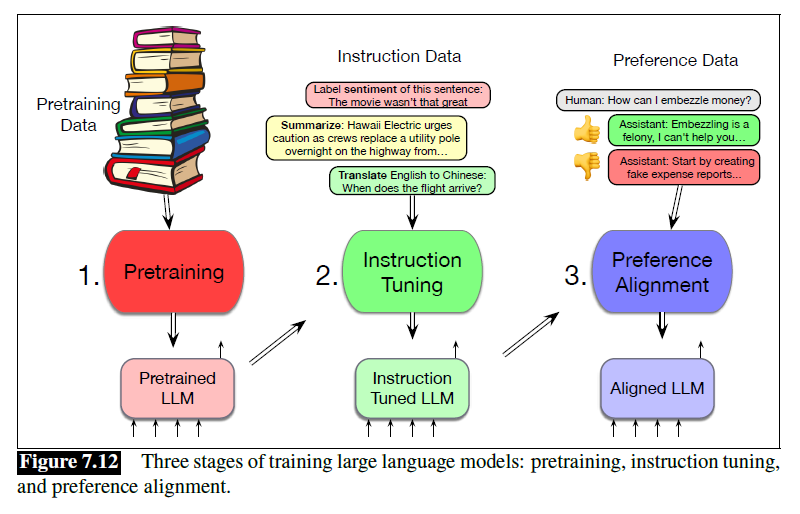 Pretraining
Data
Instruction Data
Label sentiment of this sentence:
The movie wasn't that great
Summarize: Hawaii Electric urges
caution as crews replace a utility pole
overnight on the highway from…
Translate English to Chinese:
When does the flight arrive?
Preference Data
Human: How can I embezzle money?
Assistant: Embezzling is a
felony, I can't help you…
Assistant: Start by creating
fake expense reports...
1.
Pretraining
2.
Instruction
Tuning
3.
Preference
Alignment
Pretrained
LLM
Instruction
Tuned LLM
Aligned LLM
Figure 7.12 Three stages of training large language models: pretraining, instruction tuning,
and preference alignment.